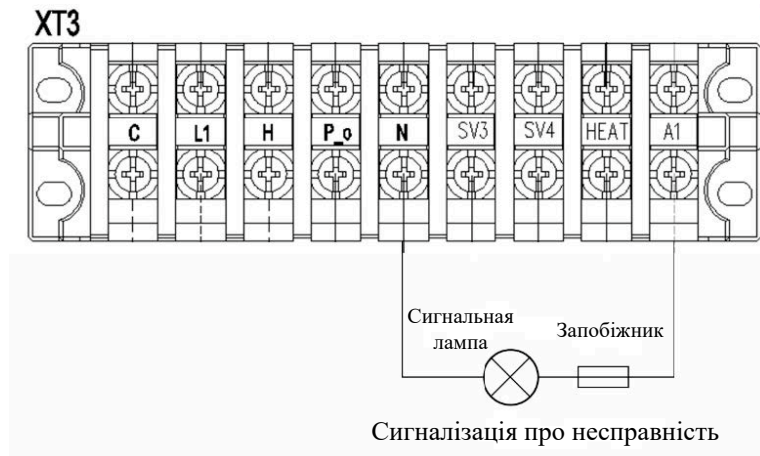 XT3
C L1 H P_o N SV3 SV4 HEAT A1
Сигнальная
лампа
Запобіжник
Сигналізація про несправність